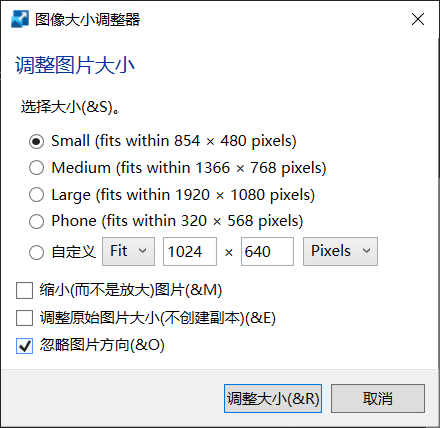 图像大小调整器
调整图片大小
选择大小(&S)。
Small (fits within 854 × 480 pixels)
Medium (fits within 1366 × 768 pixels)
Large (fits within 1920 × 1080 pixels)
Phone (fits within 320 × 568 pixels)
自定义 Fit 1024 × 640 Pixels
缩小(而不是放大)图片(&M)
调整原始图片大小(不创建副本)(&E)
忽略图片方向(&O)
调整大小(&R) 取消